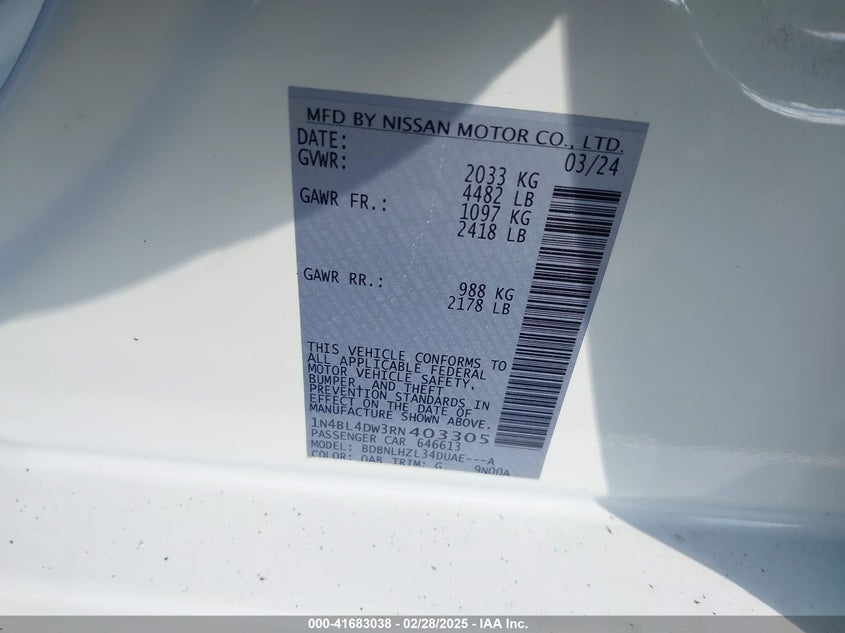 MFD BY NISSAN MOTOR CO., LTD.
DATE: 03/24
GVWR: 2033 KG
4482 LB
GAWR FR.: 1097 KG
2418 LB
GAWR RR.: 988 KG
2178 LB
THIS VEHICLE CONFORMS TO
ALL APPLICABLE FEDERAL
MOTOR VEHICLE SAFETY,
BUMPER, AND THEFT
PREVENTION STANDARDS IN
EFFECT ON THE DATE OF
MANUFACTURE SHOWN ABOVE.
1N4BL4DW3RN403305
PASSENGER CAR 646613
MODEL: BDBNLHZL34DUAE---A
COLOR: QAB TRIM: G 9N00A
000-41683038 - 02/28/2025 - IAA Inc.